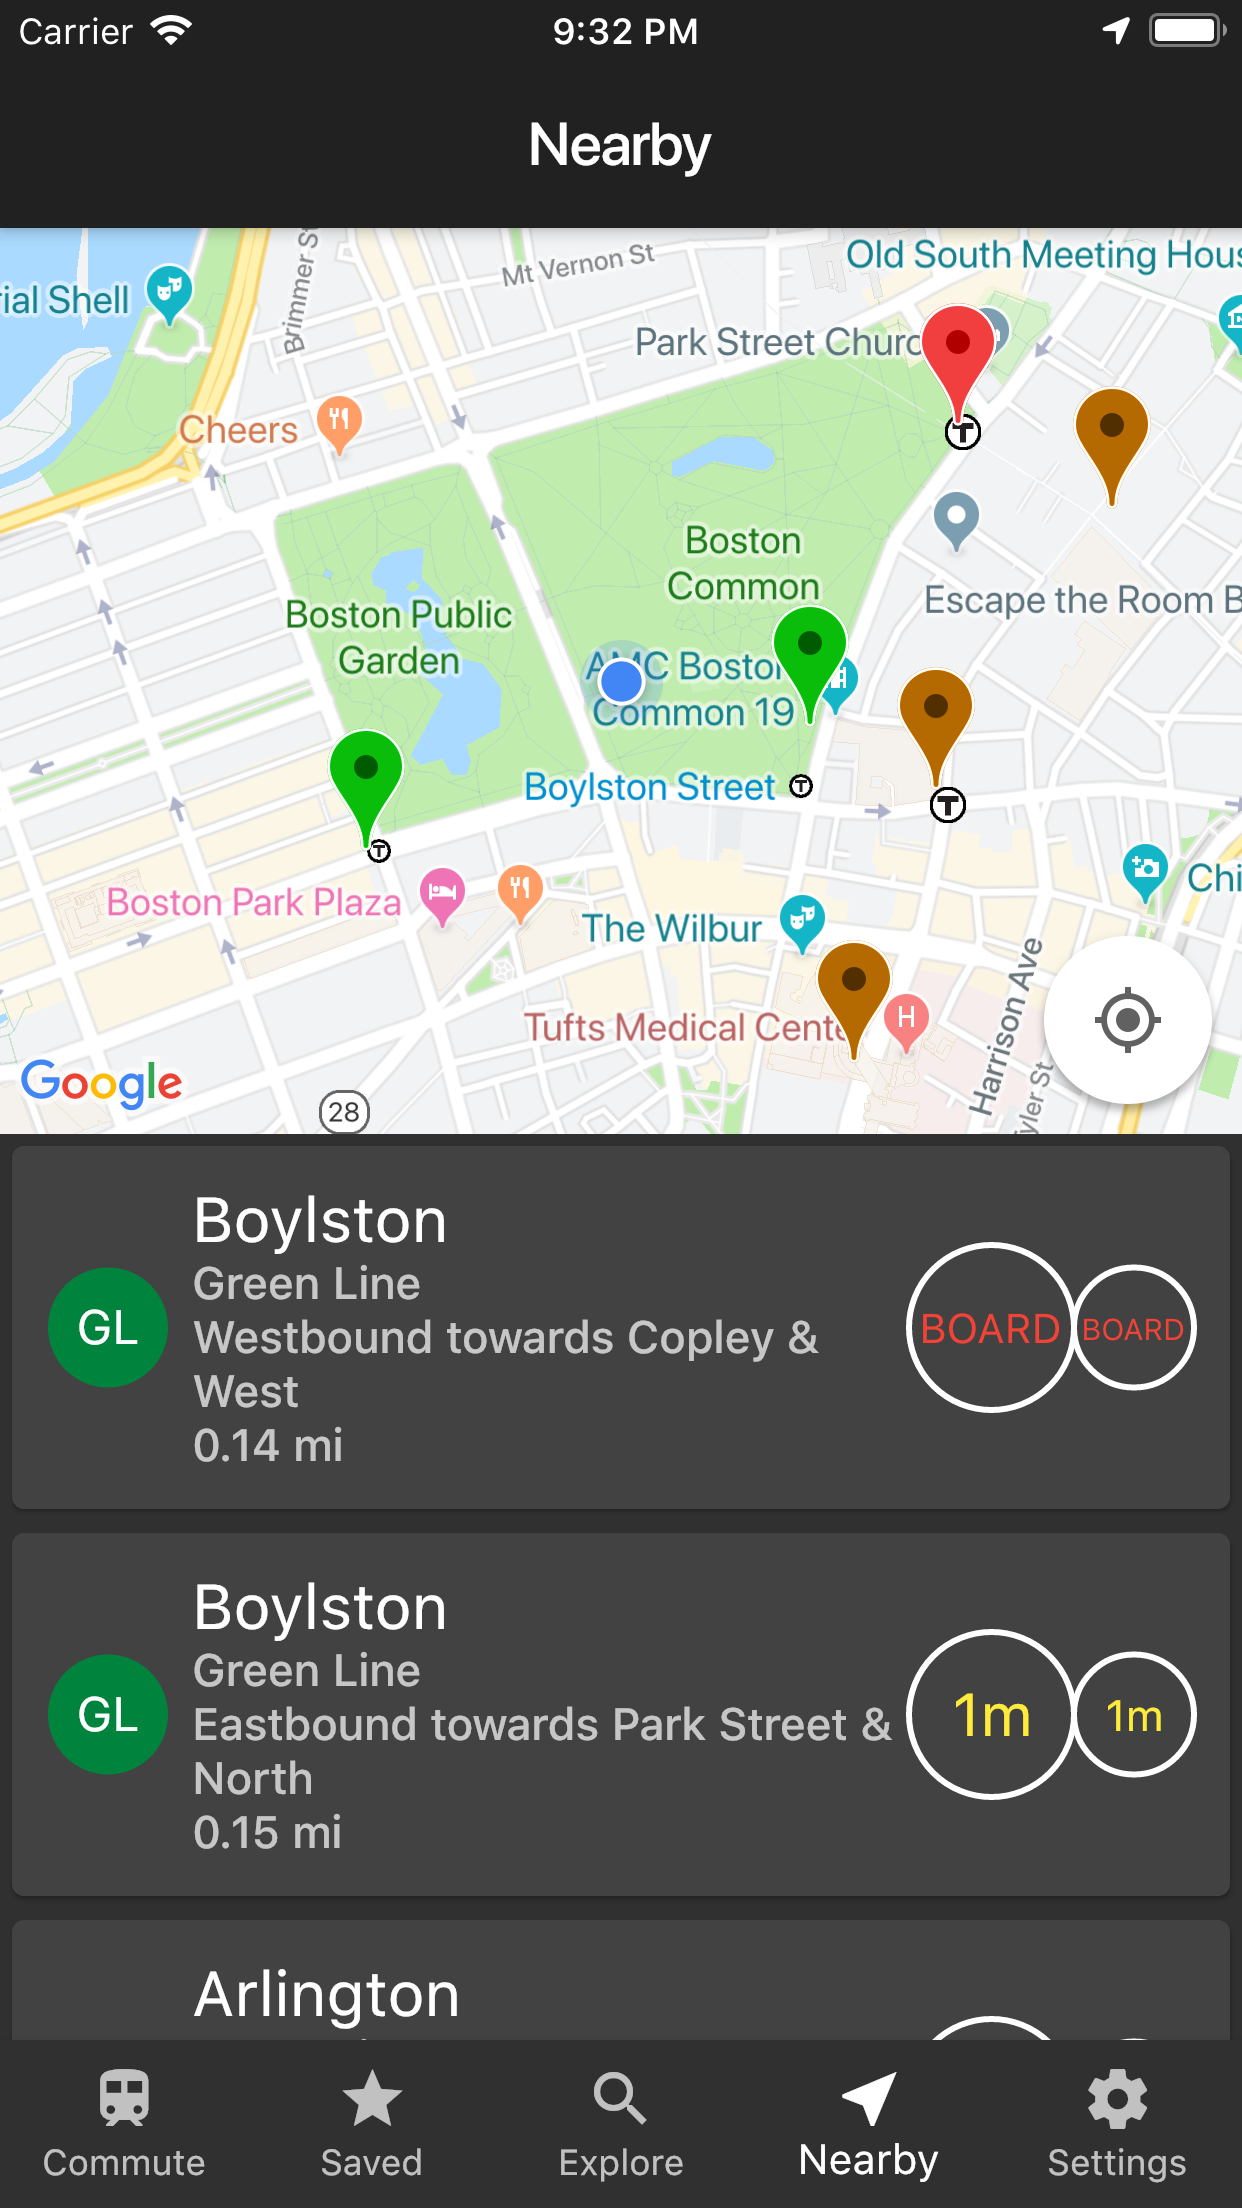 Carrier 9:32 PM
Nearby
Mt Vernon St
Brimmer St
Old South Meeting Hous
rial Shell
Park Street Churc
Cheers
T
Boston
Common
Escape the Room B
Boston Public
Garden
AMC Boston
Common 19
Boylston Street T
T
T
Boston Park Plaza
Chi
The Wilbur
Harrison Ave
Tufts Medical Cente
H
yler St
Google
28
Boylston
Green Line
GL
Westbound towards Copley &
West
0.14 mi
BOARD BOARD
Boylston
Green Line
GL
Eastbound towards Park Street &
North
0.15 mi
1m 1m
Arlington
Commute Saved Explore Nearby Settings